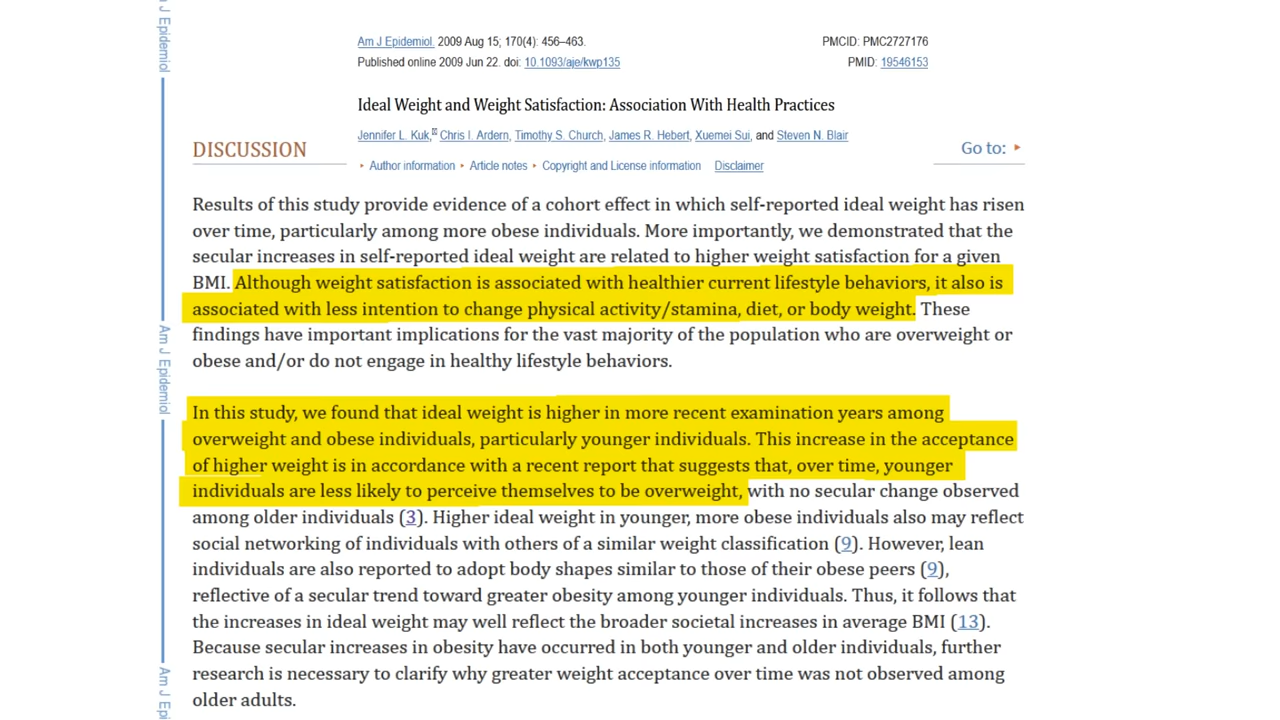 Am J Epidemiol
Am J Epidemiol. 2009 Aug 15; 170(4): 456–463.
PMCID: PMC2727176
Published online 2009 Jun 22. doi: 10.1093/aje/kwp135
PMID: 19546153
Ideal Weight and Weight Satisfaction: Association With Health Practices
Jennifer L. Kuk, Chris I. Ardern, Timothy S. Church, James R. Hebert, Xuemei Sui, and Steven N. Blair
DISCUSSION
Go to:
Author information • Article notes • Copyright and License information Disclaimer
Results of this study provide evidence of a cohort effect in which self-reported ideal weight has risen
over time, particularly among more obese individuals. More importantly, we demonstrated that the
secular increases in self-reported ideal weight are related to higher weight satisfaction for a given
BMI. Although weight satisfaction is associated with healthier current lifestyle behaviors, it also is
associated with less intention to change physical activity/stamina, diet, or body weight. These
findings have important implications for the vast majority of the population who are overweight or
obese and/or do not engage in healthy lifestyle behaviors.
Am J Epidemiol
In this study, we found that ideal weight is higher in more recent examination years among
overweight and obese individuals, particularly younger individuals. This increase in the acceptance
of higher weight is in accordance with a recent report that suggests that, over time, younger
individuals are less likely to perceive themselves to be overweight, with no secular change observed
among older individuals (3). Higher ideal weight in younger, more obese individuals also may reflect
social networking of individuals with others of a similar weight classification (9). However, lean
individuals are also reported to adopt body shapes similar to those of their obese peers (9),
reflective of a secular trend toward greater obesity among younger individuals. Thus, it follows that
the increases in ideal weight may well reflect the broader societal increases in average BMI (13).
Because secular increases in obesity have occurred in both younger and older individuals, further
research is necessary to clarify why greater weight acceptance over time was not observed among
older adults.
Am J Epi